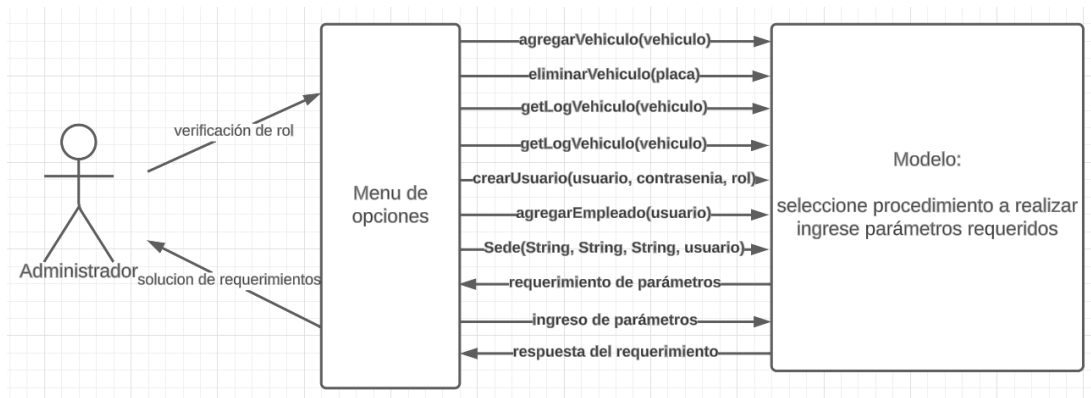 Administrador
verificación de rol
solucion de requerimientos
Menu de
opciones
agregarVehiculo(vehiculo)
eliminarVehiculo(placa)
getLogVehiculo(vehiculo)
getLogVehiculo(vehiculo)
crearUsuario(usuario, contrasenia, rol)
agregarEmpleado(usuario)
Sede(String, String, String, usuario)
requerimiento de parámetros
ingreso de parámetros
respuesta del requerimiento
Modelo:
seleccione procedimiento a realizar
ingrese parámetros requeridos